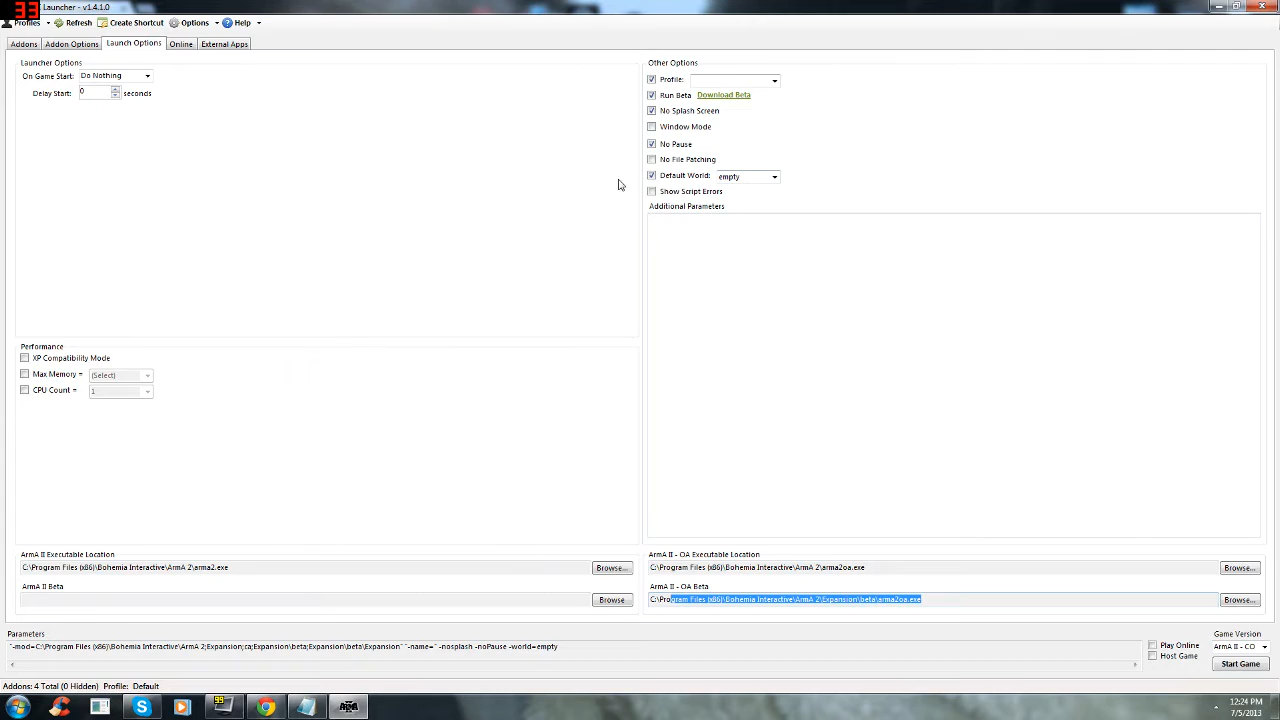 33
Launcher - v1.4.1.0
Profiles Refresh Create Shortcut Options Help
Addons Addon Options Launch Options Online External Apps
Launcher Options
On Game Start: Do Nothing
Delay Start: 0 seconds
Other Options
Profile:
Run Beta Download Beta
No Splash Screen
Window Mode
No Pause
No File Patching
Default World: empty
Show Script Errors
Additional Parameters
Performance
XP Compatibility Mode
Max Memory = (Select)
CPU Count = 1
ArmA II Executable Location
C:\Program Files (x86)\Bohemia Interactive\ArmA 2\arma2.exe Browse...
ArmA II Beta
Browse
ArmA II - OA Executable Location
C:\Program Files (x86)\Bohemia Interactive\ArmA 2\arma2oa.exe Browse...
ArmA II - OA Beta
C:\Program Files (x86)\Bohemia Interactive\ArmA 2\Expansion\beta\arma2oa.exe Browse...
Parameters
"-mod=C:\Program Files (x86)\Bohemia Interactive\ArmA 2;Expansion;ca;Expansion\beta;Expansion\beta\Expansion" "-name=" -nosplash -noPause -world=empty
Play Online
Host Game
Game Version
ArmA II - CO
Start Game
Addons: 4 Total (0 Hidden) Profile: Default
99
12:24 PM
7/5/2013